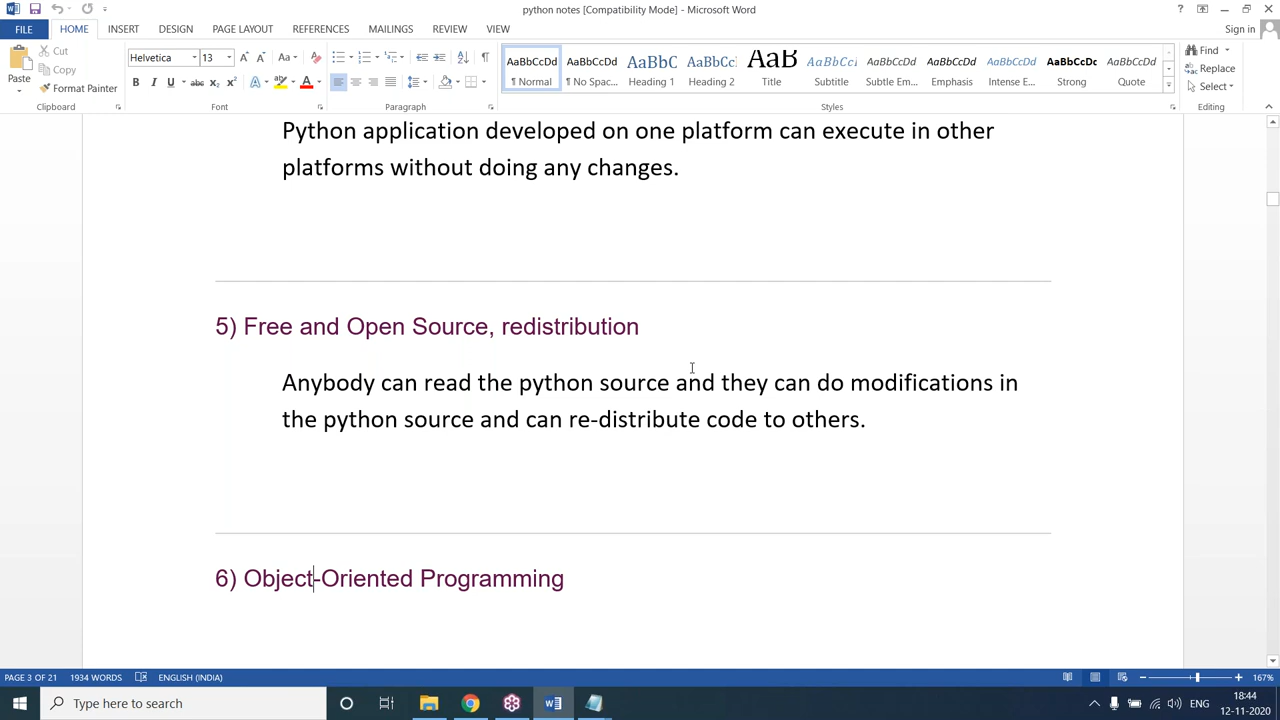 python notes [Compatibility Mode] - Microsoft Word
FILE HOME INSERT DESIGN PAGE LAYOUT REFERENCES MAILINGS REVIEW VIEW Sign in
Paste
Cut
Copy
Format Painter
Clipboard
Helvetica 13
Font
Paragraph
AaBbCcDd AaBbCcDd AaBbC AaBbCc AaB AaBbCcI AaBbCcDd AaBbCcDd AaBbCcDd AaBbCcDc AaBbCcDd
¶ Normal ¶ No Spac... Heading 1 Heading 2 Title Subtitle Subtle Em... Emphasis Intense E... Strong Quote
Styles
Find
Replace
Select
Editing
Python application developed on one platform can execute in other
platforms without doing any changes.
5) Free and Open Source, redistribution
Anybody can read the python source and they can do modifications in
the python source and can re-distribute code to others.
6) Object-Oriented Programming
PAGE 3 OF 21 1934 WORDS ENGLISH (INDIA) 167%
Type here to search
ENG
18:44
12-11-2020